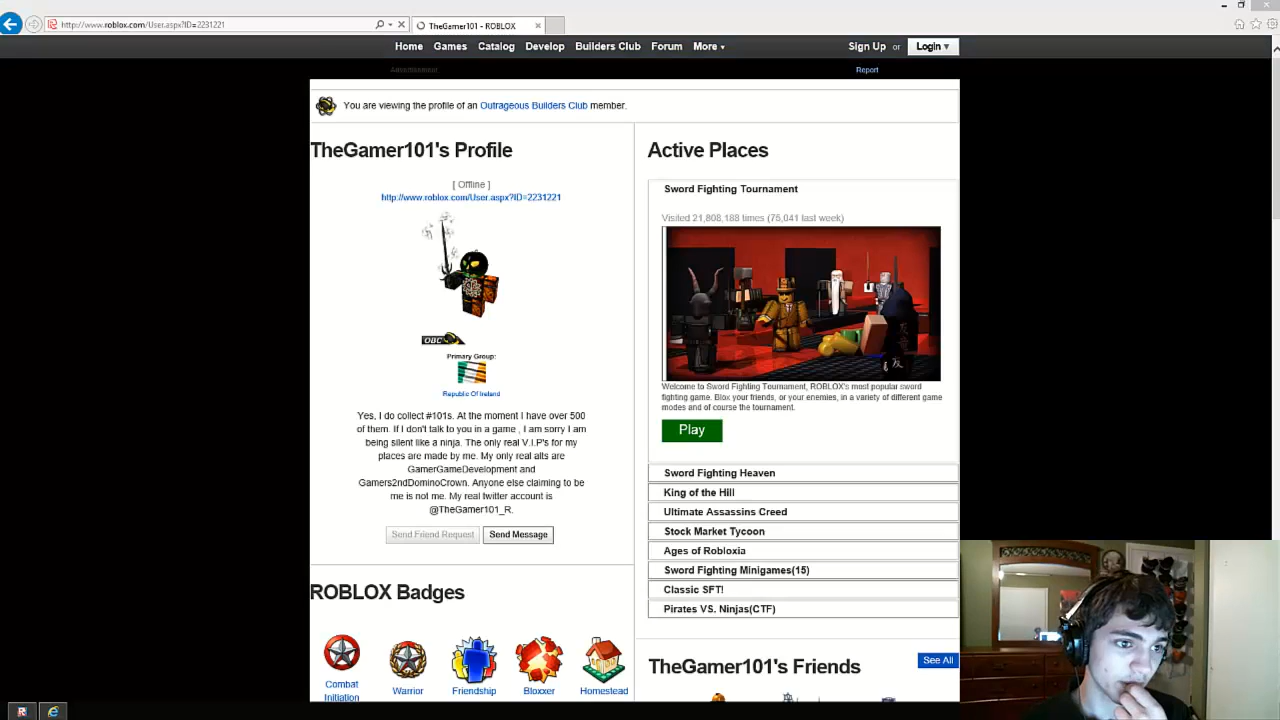 http://www.roblox.com/User.aspx?ID=2231221
TheGamer101 - ROBLOX
Home Games Catalog Develop Builders Club Forum More Sign Up or Login
Advertisement
Report
You are viewing the profile of an Outrageous Builders Club member.
TheGamer101's Profile
[ Offline ]
http://www.roblox.com/User.aspx?ID=2231221
OBC
Primary Group:
Republic Of Ireland
Yes, I do collect #101s. At the moment I have over 500
of them. If I don't talk to you in a game , I am sorry I am
being silent like a ninja. The only real V.I.P's for my
places are made by me. My only real alts are
GamerGameDevelopment and
Gamers2ndDominoCrown. Anyone else claiming to be
me is not me. My real twitter account is
@TheGamer101_R.
Send Friend Request Send Message
ROBLOX Badges
Combat
Initiation
Warrior
Friendship
Bloxxer
Homestead
Active Places
Sword Fighting Tournament
Visited 21,808,188 times (75,041 last week)
Welcome to Sword Fighting Tournament, ROBLOX's most popular sword
fighting game. Blox your friends, or your enemies, in a variety of different game
modes and of course the tournament.
Play
Sword Fighting Heaven
King of the Hill
Ultimate Assassins Creed
Stock Market Tycoon
Ages of Robloxia
Sword Fighting Minigames(15)
Classic SFT!
Pirates VS. Ninjas(CTF)
TheGamer101's Friends
See All